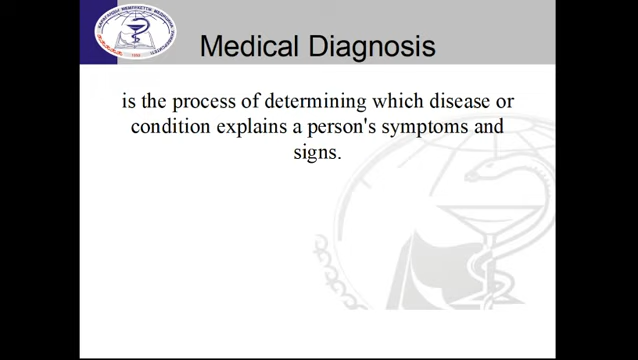 Medical Diagnosis
is the process of determining which disease or
condition explains a person's symptoms and
signs.